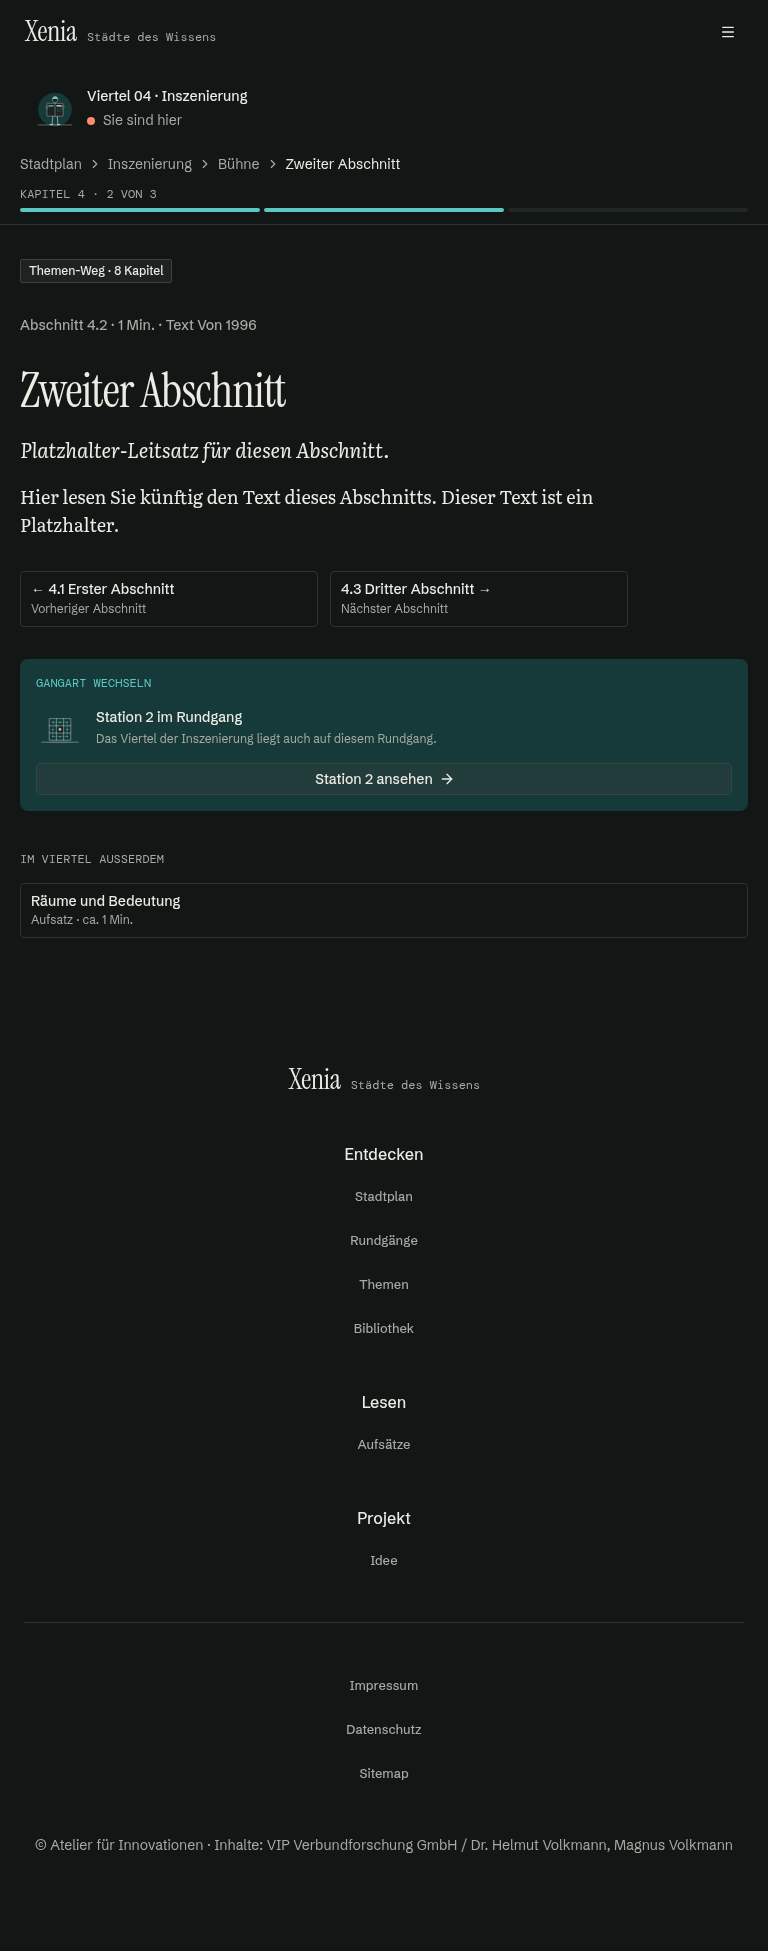 Xenia Städte des Wissens
Viertel 04 · Inszenierung
Sie sind hier
Stadtplan > Inszenierung > Bühne > Zweiter Abschnitt
KAPITEL 4 · 2 VON 3
Themen-Weg · 8 Kapitel
Abschnitt 4.2 · 1 Min. · Text Von 1996
Zweiter Abschnitt
Platzhalter-Leitsatz für diesen Abschnitt.
Hier lesen Sie künftig den Text dieses Abschnitts. Dieser Text ist ein
Platzhalter.
← 4.1 Erster Abschnitt
Vorheriger Abschnitt
4.3 Dritter Abschnitt →
Nächster Abschnitt
GANGART WECHSELN
Station 2 im Rundgang
Das Viertel der Inszenierung liegt auch auf diesem Rundgang.
Station 2 ansehen →
IM VIERTEL AUSSERDEM
Räume und Bedeutung
Aufsatz · ca. 1 Min.
Xenia Städte des Wissens
Entdecken
Stadtplan
Rundgänge
Themen
Bibliothek
Lesen
Aufsätze
Projekt
Idee
Impressum
Datenschutz
Sitemap
© Atelier für Innovationen · Inhalte: VIP Verbundforschung GmbH / Dr. Helmut Volkmann, Magnus Volkmann